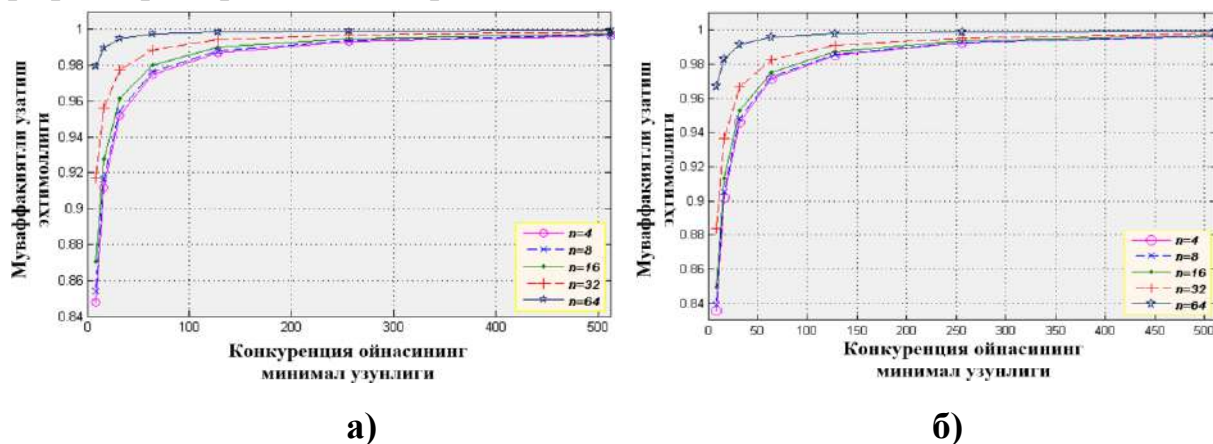 Муваффакиятли узатиш
эҳтимоллиги
1
0.98
0.96
0.94
0.92
0.9
0.88
0.86
0.84
0
100
200
300
400
500
n=4
n=8
n=16
n=32
n=64
Конкуренция ойнасининг
минимал узунлиги
а)
Муваффакиятли узатиш
эҳтимоллиги
1
0.98
0.96
0.94
0.92
0.9
0.88
0.86
0.84
0
50
100
150
200
250
300
350
400
450
500
n=4
n=8
n=16
n=32
n=64
Конкуренция ойнасининг
минимал узунлиги
б)